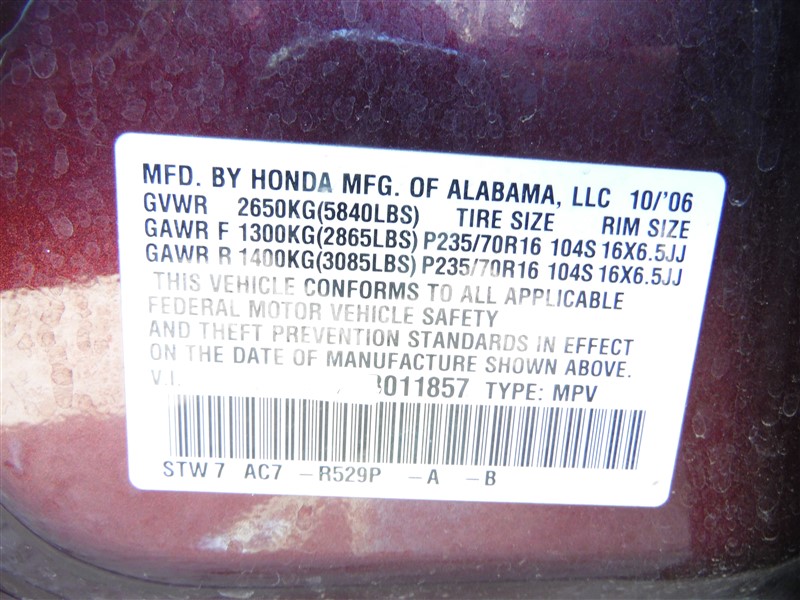 MFD. BY HONDA MFG. OF ALABAMA, LLC 10/'06
GVWR 2650KG(5840LBS) TIRE SIZE RIM SIZE
GAWR F 1300KG(2865LBS) P235/70R16 104S 16X6.5JJ
GAWR R 1400KG(3085LBS) P235/70R16 104S 16X6.5JJ
THIS VEHICLE CONFORMS TO ALL APPLICABLE
FEDERAL MOTOR VEHICLE SAFETY
AND THEFT PREVENTION STANDARDS IN EFFECT
ON THE DATE OF MANUFACTURE SHOWN ABOVE.
V.I. 011857 TYPE: MPV
STW7 AC7 -R529P -A -B